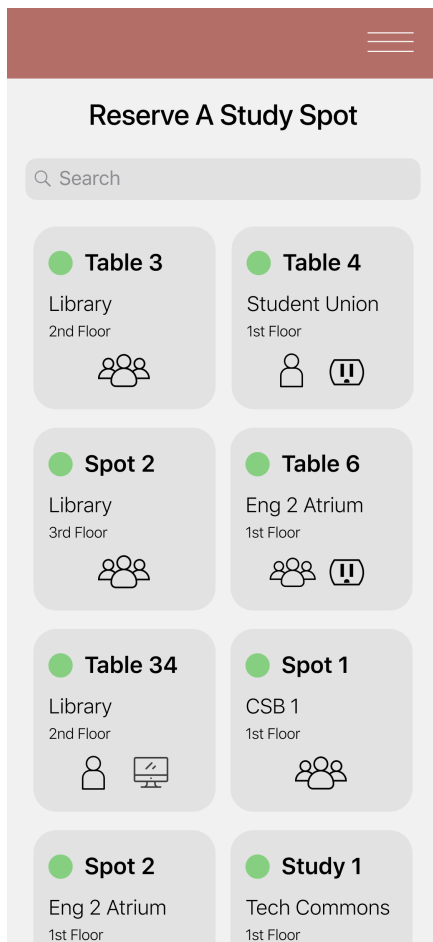 Reserve A Study Spot
Search
Table 3
Library
2nd Floor
Table 4
Student Union
1st Floor
Spot 2
Library
3rd Floor
Table 6
Eng 2 Atrium
1st Floor
Table 34
Library
2nd Floor
Spot 1
CSB 1
1st Floor
Spot 2
Eng 2 Atrium
1st Floor
Study 1
Tech Commons
1st Floor